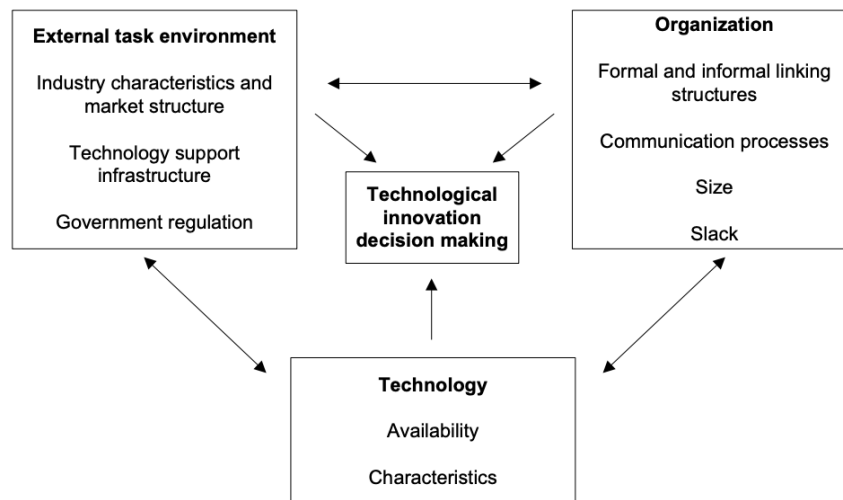 External task environment
Industry characteristics and
market structure
Technology support
infrastructure
Government regulation
Organization
Formal and informal linking
structures
Communication processes
Size
Slack
Technological
innovation
decision making
Technology
Availability
Characteristics